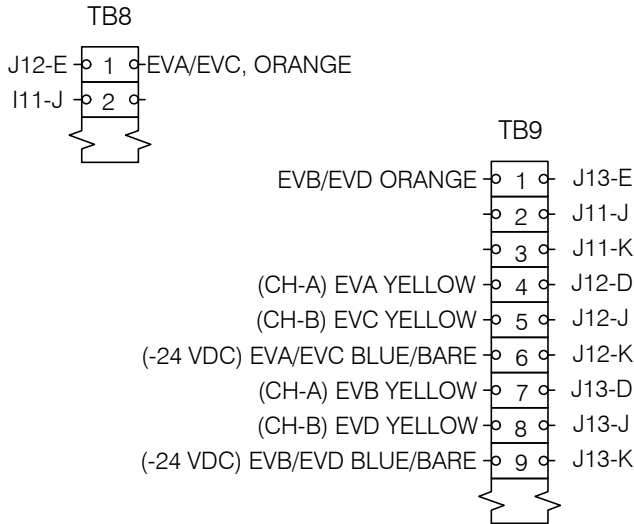 TB8
J12-E 1 EVA/EVC, ORANGE
I11-J 2
TB9
EVB/EVD ORANGE 1 J13-E
2 J11-J
3 J11-K
(CH-A) EVA YELLOW 4 J12-D
(CH-B) EVC YELLOW 5 J12-J
(-24 VDC) EVA/EVC BLUE/BARE 6 J12-K
(CH-A) EVB YELLOW 7 J13-D
(CH-B) EVD YELLOW 8 J13-J
(-24 VDC) EVB/EVD BLUE/BARE 9 J13-K